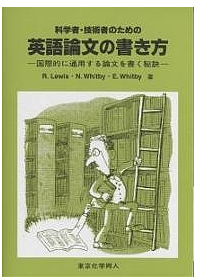 科学者・技術者のための
英語論文の書き方
―国際的に通用する論文を書く秘訣―
R. Lewis・N. Whitby・E. Whitby 著
東京化学同人